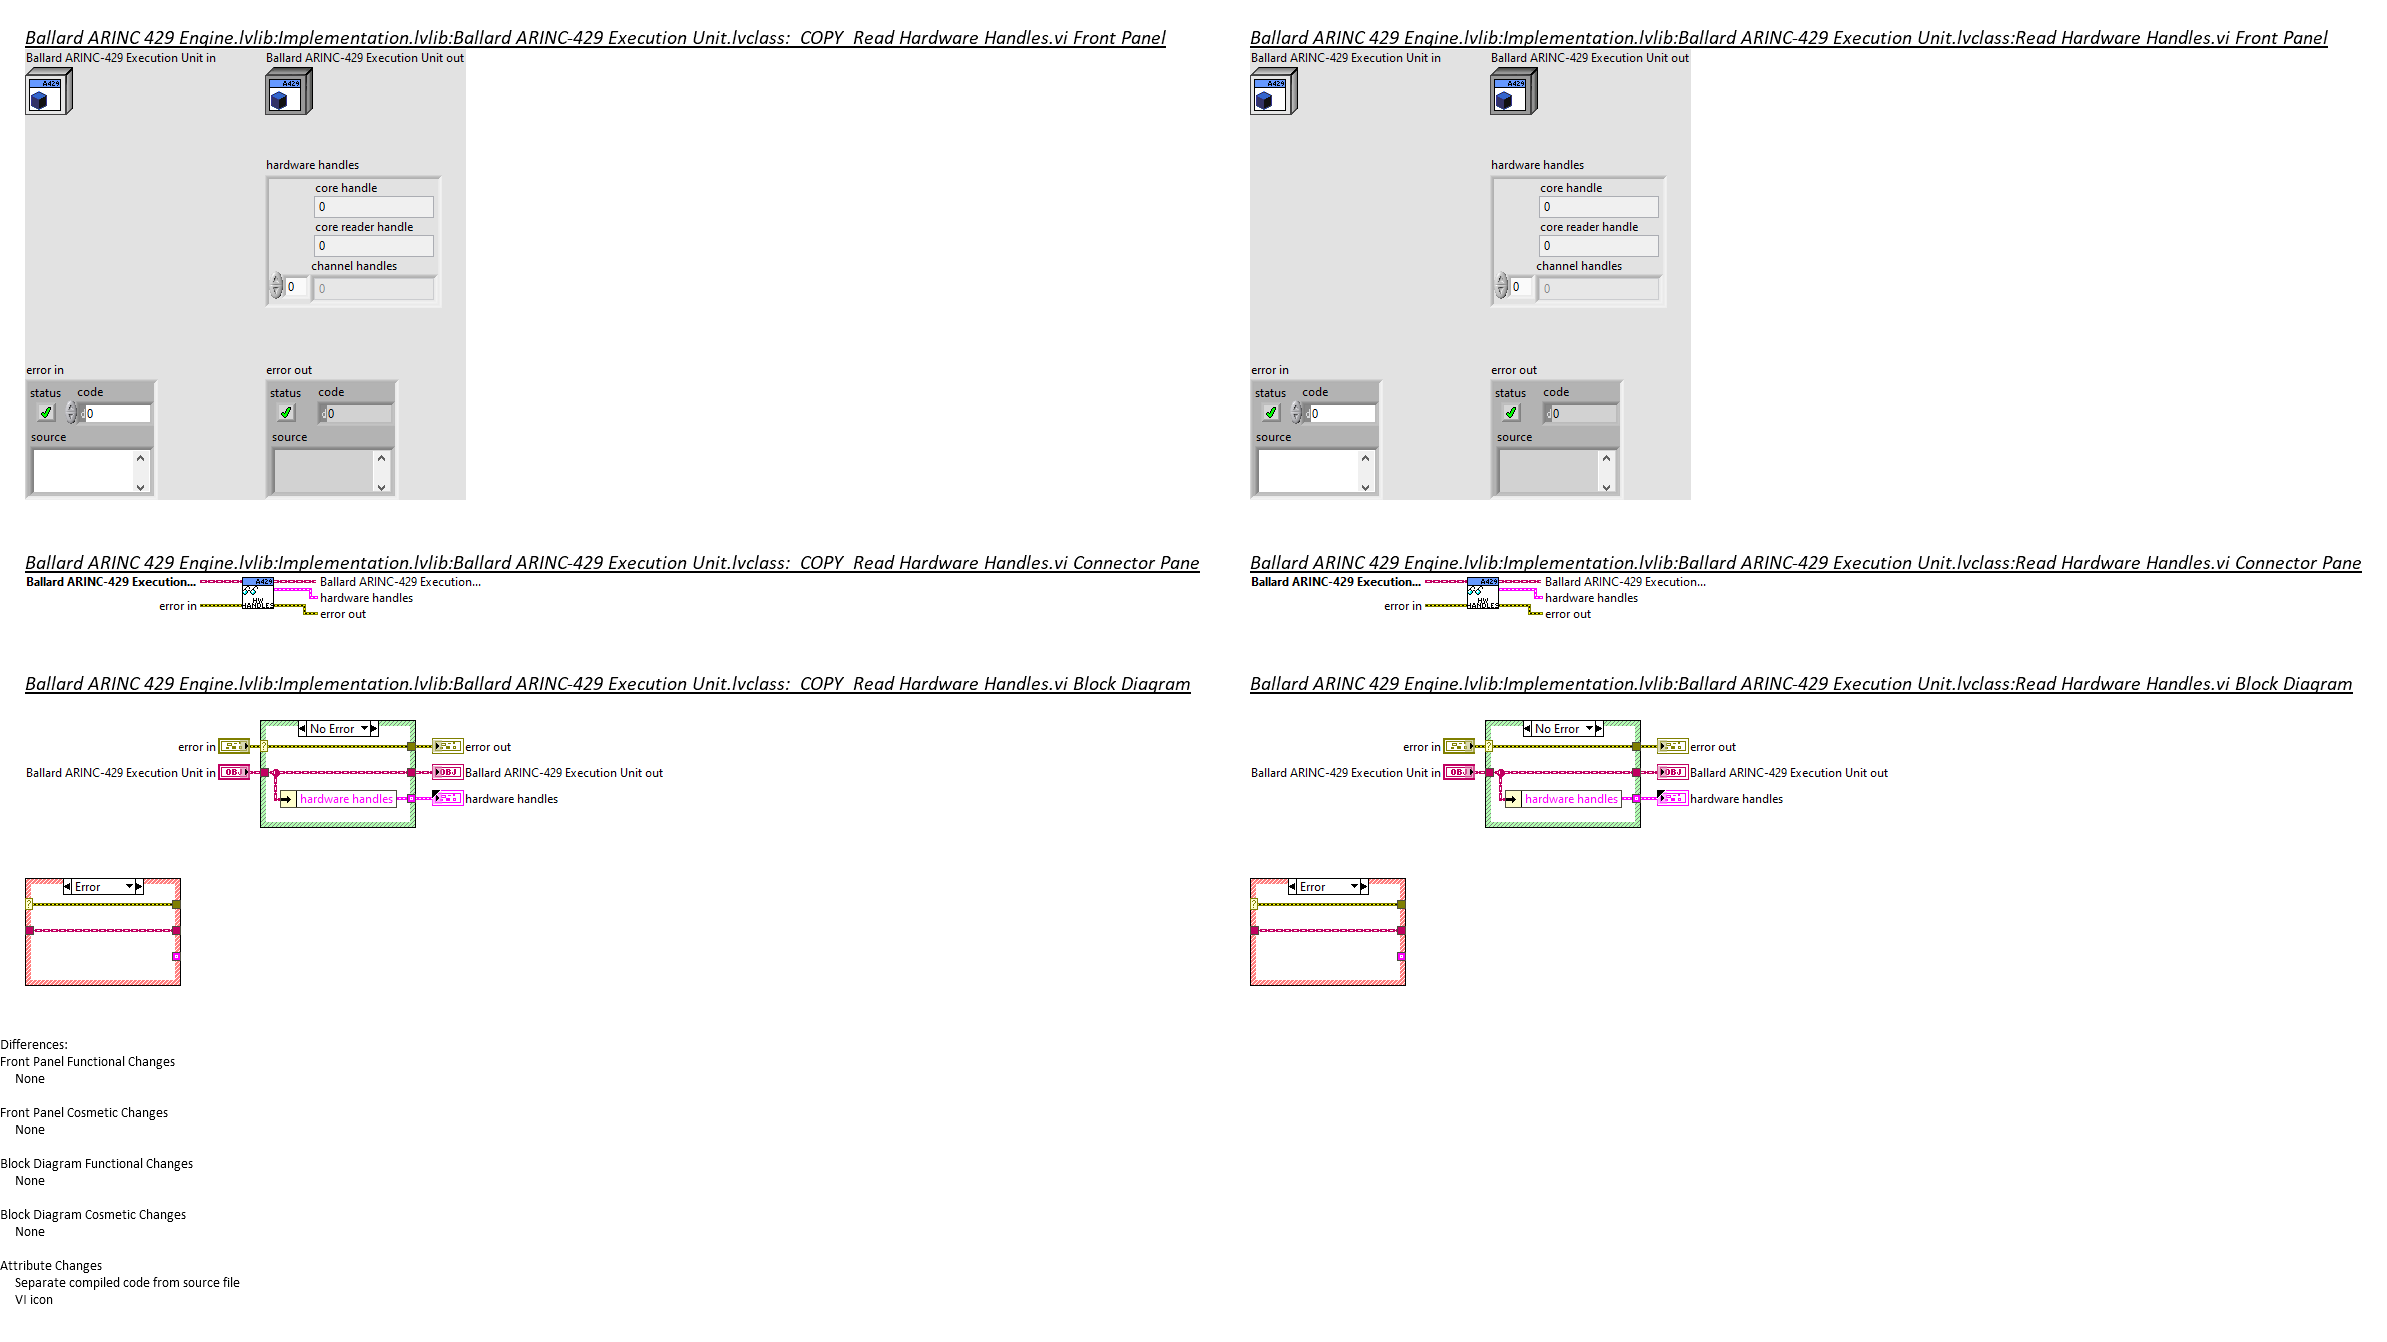 Ballard ARINC 429 Engine.lvlib:Implementation.lvlib:Ballard ARINC-429 Execution Unit.lvclass:  COPY  Read Hardware Handles.vi Front Panel
Ballard ARINC-429 Execution Unit in
Ballard ARINC-429 Execution Unit out
A429
A429
hardware handles
core handle
0
core reader handle
0
channel handles
0
0
error in
error out
status
code
status
code
d0
d0
source
source
Ballard ARINC 429 Engine.lvlib:Implementation.lvlib:Ballard ARINC-429 Execution Unit.lvclass:Read Hardware Handles.vi Front Panel
Ballard ARINC-429 Execution Unit in
Ballard ARINC-429 Execution Unit out
A429
A429
hardware handles
core handle
0
core reader handle
0
channel handles
0
0
error in
error out
status
code
status
code
d0
d0
source
source
Ballard ARINC 429 Engine.lvlib:Implementation.lvlib:Ballard ARINC-429 Execution Unit.lvclass:  COPY  Read Hardware Handles.vi Connector Pane
Ballard ARINC-429 Execution...
A429
Ballard ARINC-429 Execution...
hardware handles
error in
HW
HANDLES
error out
Ballard ARINC 429 Engine.lvlib:Implementation.lvlib:Ballard ARINC-429 Execution Unit.lvclass:Read Hardware Handles.vi Connector Pane
Ballard ARINC-429 Execution...
A429
Ballard ARINC-429 Execution...
hardware handles
error in
HW
HANDLES
error out
Ballard ARINC 429 Engine.lvlib:Implementation.lvlib:Ballard ARINC-429 Execution Unit.lvclass:  COPY  Read Hardware Handles.vi Block Diagram
No Error
error in
?
error out
Ballard ARINC-429 Execution Unit in
OBJ
OBJ
Ballard ARINC-429 Execution Unit out
hardware handles
hardware handles
Error
?
Ballard ARINC 429 Engine.lvlib:Implementation.lvlib:Ballard ARINC-429 Execution Unit.lvclass:Read Hardware Handles.vi Block Diagram
No Error
error in
?
error out
Ballard ARINC-429 Execution Unit in
OBJ
OBJ
Ballard ARINC-429 Execution Unit out
hardware handles
hardware handles
Error
?
Differences:
Front Panel Functional Changes
None
Front Panel Cosmetic Changes
None
Block Diagram Functional Changes
None
Block Diagram Cosmetic Changes
None
Attribute Changes
Separate compiled code from source file
VI icon